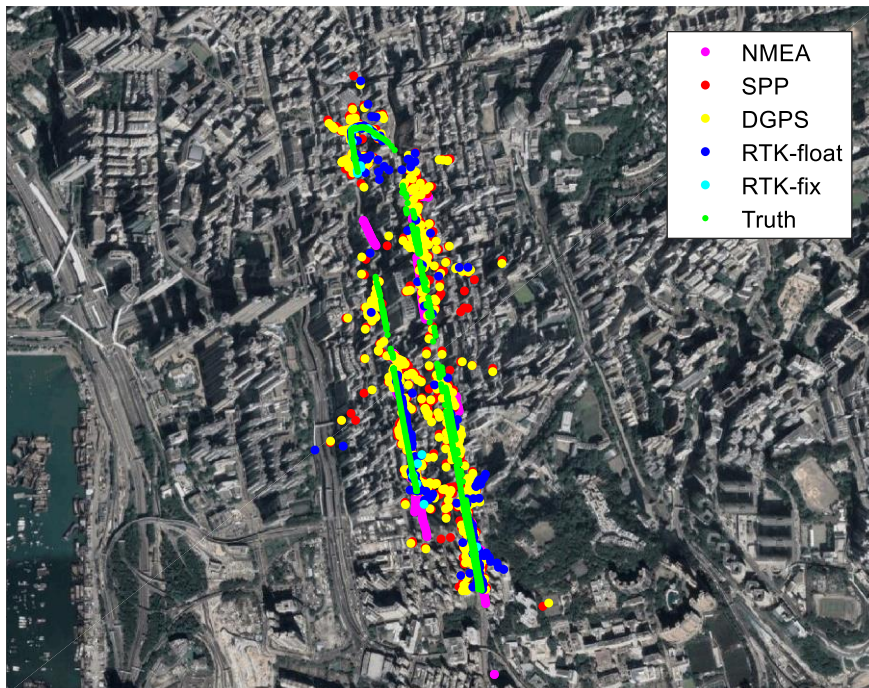 NMEA
SPP
DGPS
RTK-float
RTK-fix
Truth